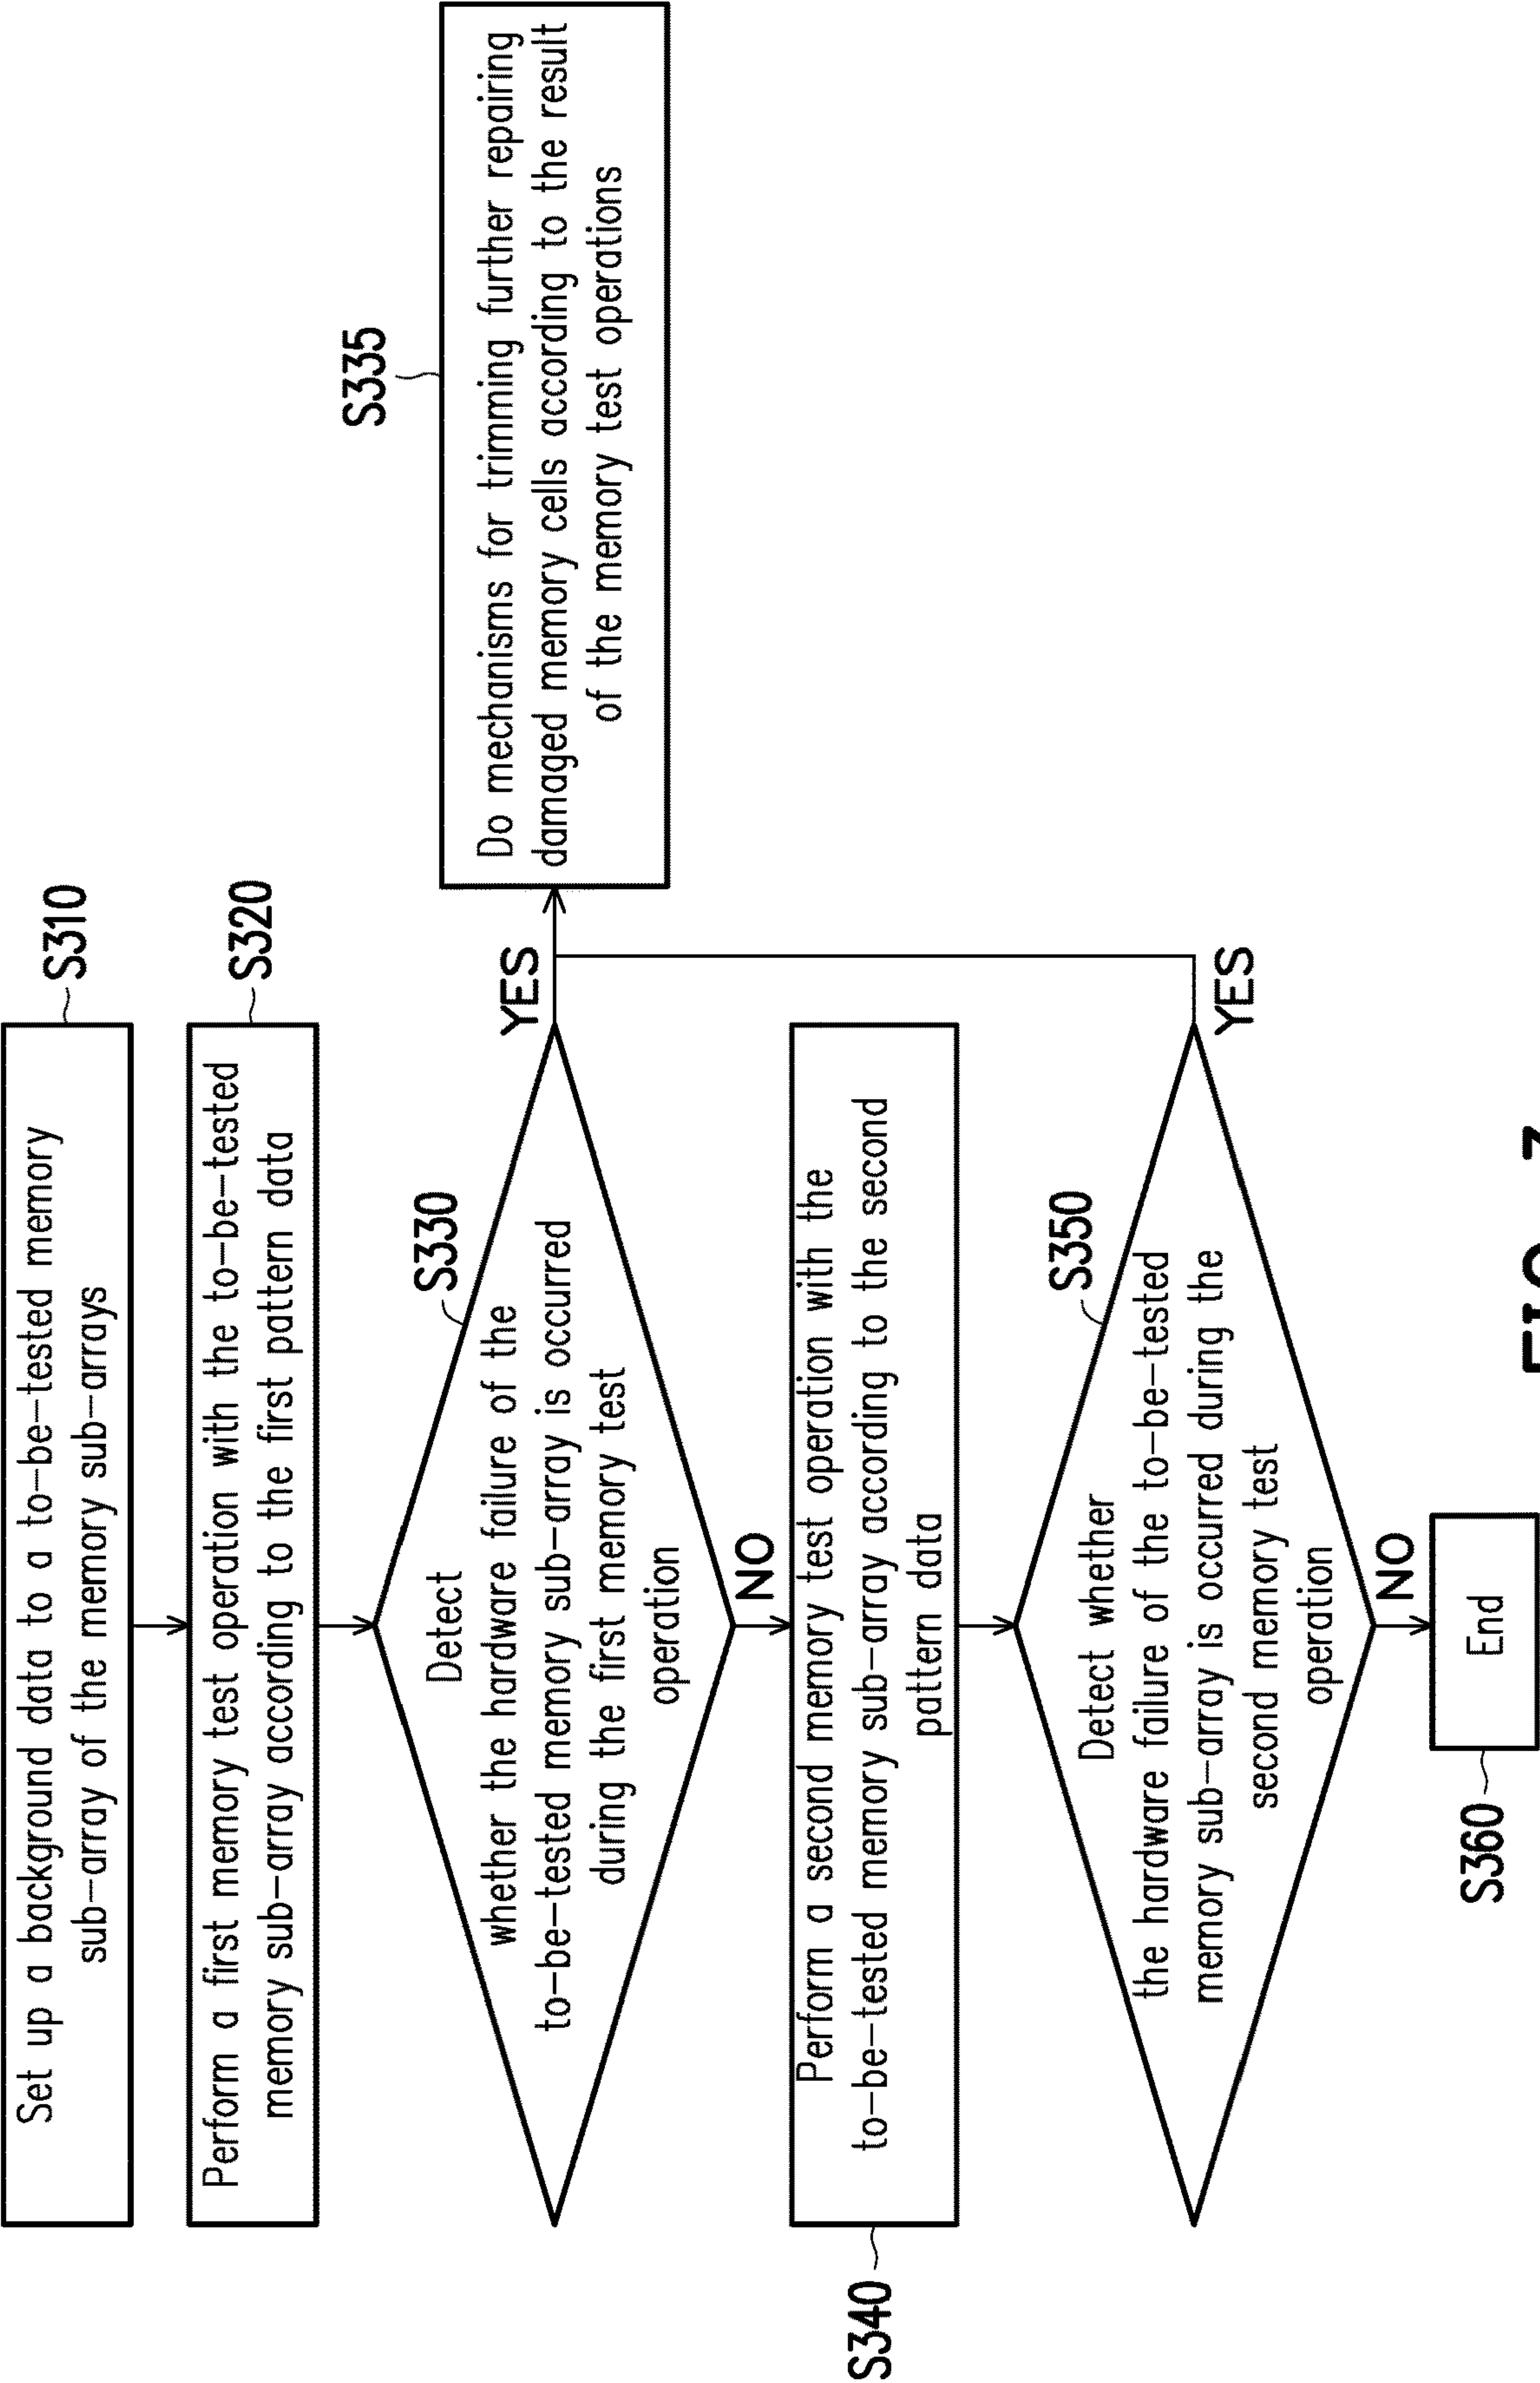 Set up a background data to a to-be-tested memory
sub-array of the memory sub-arrays
S310
Perform a first memory test operation with the to-be-tested
memory sub-array according to the first pattern data
S320
Detect
whether the hardware failure of the
to-be-tested memory sub-array is occurred
during the first memory test
operation
S330
YES
NO
Do mechanisms for trimming further repairing
damaged memory cells according to the result
of the memory test operations
S335
Perform a second memory test operation with the
to-be-tested memory sub-array according to the second
pattern data
S340
Detect whether
the hardware failure of the to-be-tested
memory sub-array is occurred during the
second memory test
operation
S350
YES
NO
End
S360